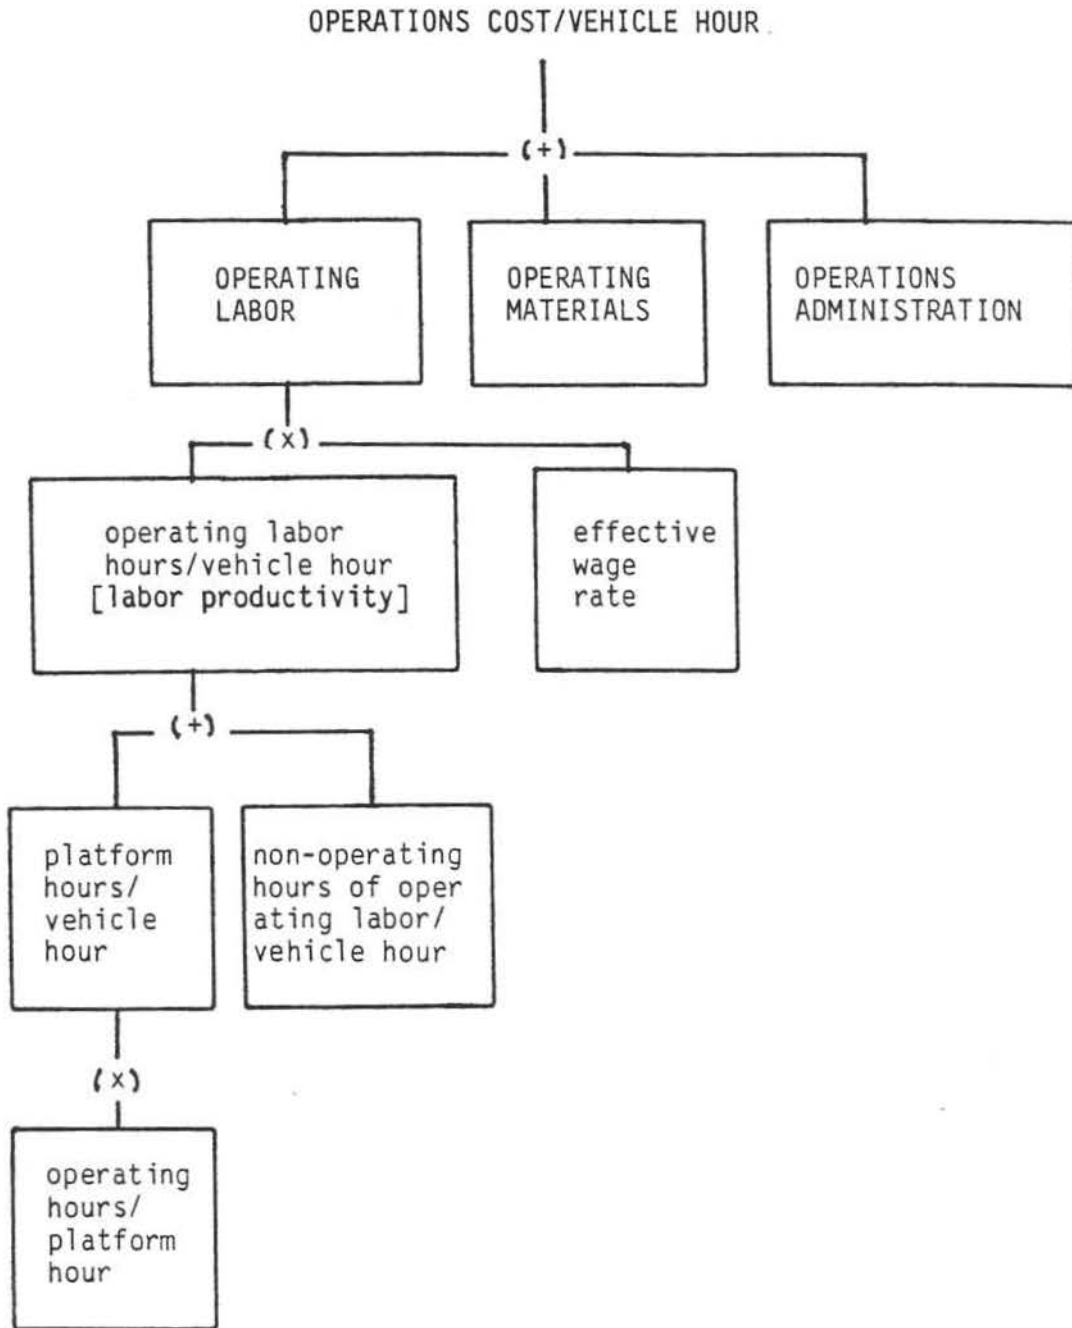 OPERATIONS COST/VEHICLE HOUR
(+)
OPERATING
LABOR
OPERATING
MATERIALS
OPERATIONS
ADMINISTRATION
(x)
operating labor
hours/vehicle hour
[labor productivity]
effective
wage
rate
(+)
platform
hours/
vehicle
hour
non-operating
hours of oper
ating labor/
vehicle hour
(x)
operating
hours/
platform
hour